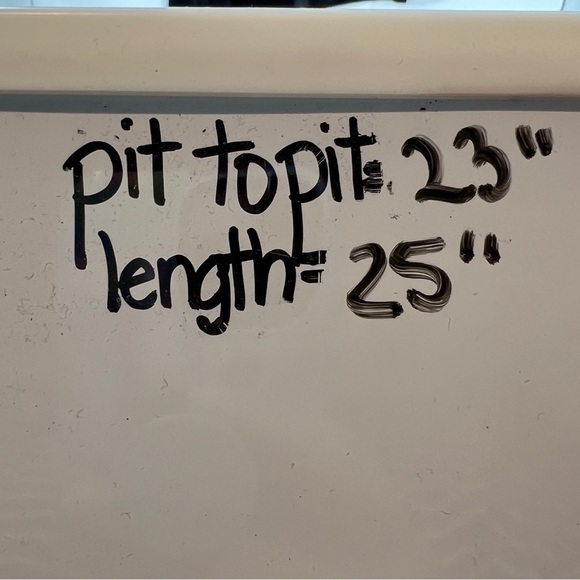 pit to pit= 23"
length= 25"